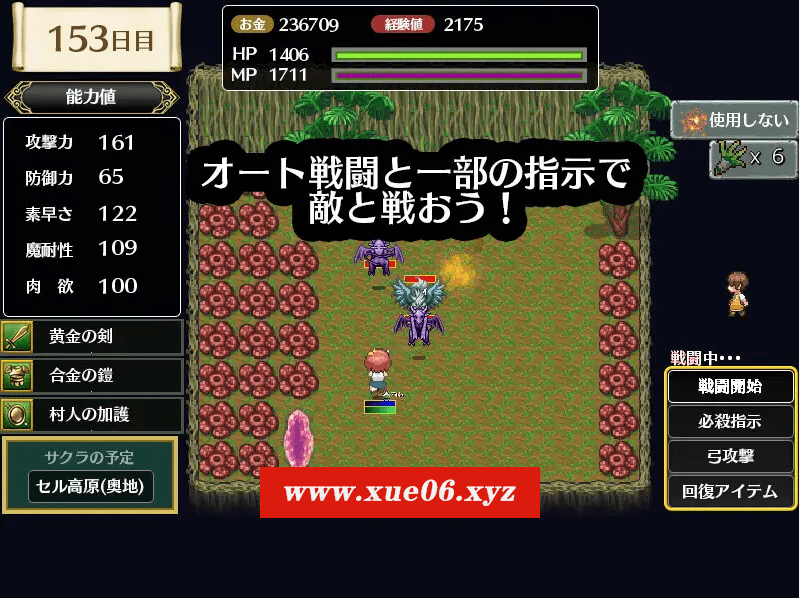 153日目
お金 236709 経験値 2175
HP 1406
MP 1711
能力値
攻撃力 161
防御力 65
素早さ 122
魔耐性 109
肉 欲 100
黄金の剣
合金の鎧
村人の加護
サクラの予定
セル高原(奥地)
オート戦闘と一部の指示で
敵と戦おう！
使用しない
x 6
戦闘中･･･
戦闘開始
必殺指示
弓攻撃
回復アイテム
www.xue06.xyz